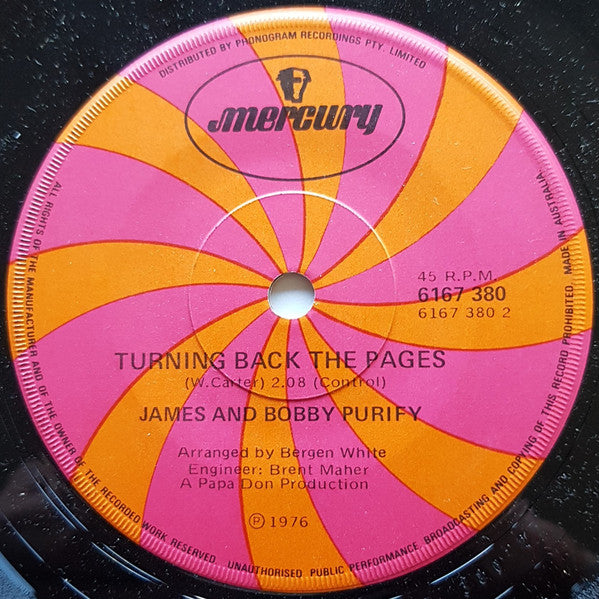 DISTRIBUTED BY PHONOGRAM RECORDINGS PTY. LIMITED
mercury
45 R.P.M.
6167 380
6167 380 2
TURNING BACK THE PAGES
(W.Carter) 2.08 (Control)
JAMES AND BOBBY PURIFY
Arranged by Bergen White
Engineer: Brent Maher
A Papa Don Production
℗ 1976
ALL RIGHTS OF THE MANUFACTURER AND OF THE OWNER OF THE RECORDED WORK RESERVED. UNAUTHORISED PUBLIC PERFORMANCE BROADCASTING AND COPYING OF THIS RECORD PROHIBITED. MADE IN AUSTRALIA